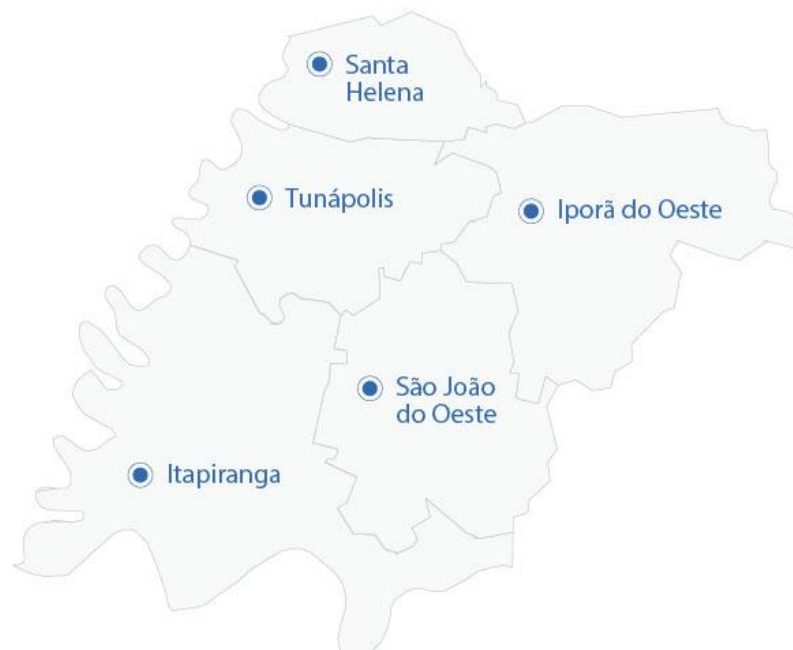 Santa
Helena
Tunápolis
Iporã do Oeste
São João
do Oeste
Itapiranga